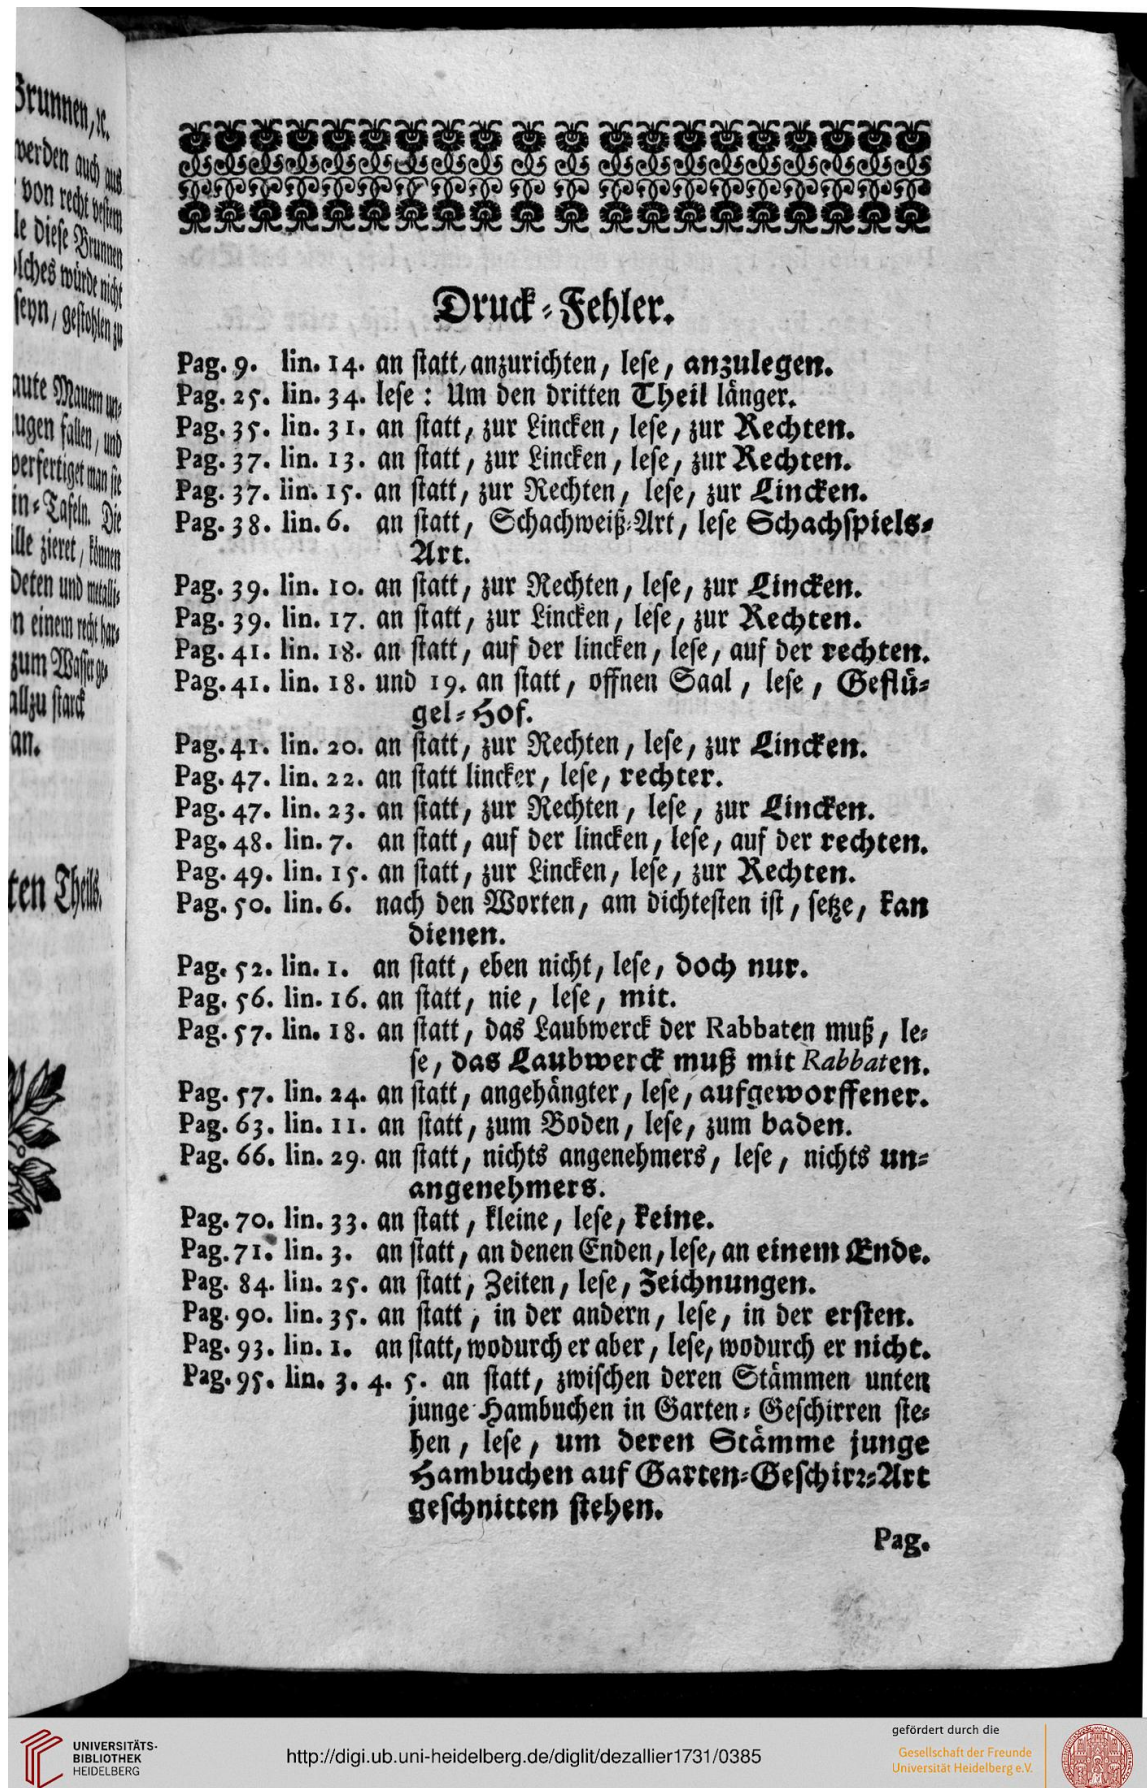 Brunnen, ꝛc.
werden auch aus
von recht vestem
le diese Brunnen
olches würde nicht
seyn, gestohlen zu
aute Mauern un-
ugen fallen, und
verfertiget man sie
in-Tafeln. Die
ille zieret, können
deten und metalli-
n einem recht har-
zum Wasser ge-
allzu starck
an.
ten Theils.
Druck-Fehler.
Pag. 9. lin. 14. an statt, anzurichten, lese, anzulegen.
Pag. 25. lin. 34. lese: Um den dritten Theil länger.
Pag. 35. lin. 31. an statt, zur Lincken, lese, zur Rechten.
Pag. 37. lin. 13. an statt, zur Lincken, lese, zur Rechten.
Pag. 37. lin. 15. an statt, zur Rechten, lese, zur Lincken.
Pag. 38. lin. 6. an statt, Schachweiß-Art, lese Schachspiels-
Art.
Pag. 39. lin. 10. an statt, zur Rechten, lese, zur Lincken.
Pag. 39. lin. 17. an statt, zur Lincken, lese, zur Rechten.
Pag. 41. lin. 18. an statt, auf der lincken, lese, auf der rechten.
Pag. 41. lin. 18. und 19. an statt, offnen Saal, lese, Geflü-
gel-Hof.
Pag. 41. lin. 20. an statt, zur Rechten, lese, zur Lincken.
Pag. 47. lin. 22. an statt lincker, lese, rechter.
Pag. 47. lin. 23. an statt, zur Rechten, lese, zur Lincken.
Pag. 48. lin. 7. an statt, auf der lincken, lese, auf der rechten.
Pag. 49. lin. 15. an statt, zur Lincken, lese, zur Rechten.
Pag. 50. lin. 6. nach den Worten, am dichtesten ist, setze, kan
dienen.
Pag. 52. lin. 1. an statt, eben nicht, lese, doch nur.
Pag. 56. lin. 16. an statt, nie, lese, mit.
Pag. 57. lin. 18. an statt, das Laubwerck der Rabbaten muß, le-
se, das Laubwerck muß mit Rabbaten.
Pag. 57. lin. 24. an statt, angehängter, lese, aufgeworffener.
Pag. 63. lin. 11. an statt, zum Boden, lese, zum baden.
Pag. 66. lin. 29. an statt, nichts angenehmers, lese, nichts un-
angenehmers.
Pag. 70. lin. 33. an statt, kleine, lese, keine.
Pag. 71. lin. 3. an statt, an denen Enden, lese, an einem Ende.
Pag. 84. lin. 25. an statt, Zeiten, lese, Zeichnungen.
Pag. 90. lin. 35. an statt, in der andern, lese, in der ersten.
Pag. 93. lin. 1. an statt, wodurch er aber, lese, wodurch er nicht.
Pag. 95. lin. 3. 4. 5. an statt, zwischen deren Stämmen unten
junge Hambuchen in Garten-Geschirren ste-
hen, lese, um deren Stämme junge
Hambuchen auf Garten-Geschirr-Art
geschnitten stehen.
Pag.
UNIVERSITÄTS-
BIBLIOTHEK
HEIDELBERG
http://digi.ub.uni-heidelberg.de/diglit/dezallier1731/0385
gefördert durch die
Gesellschaft der Freunde
Universität Heidelberg e.V.